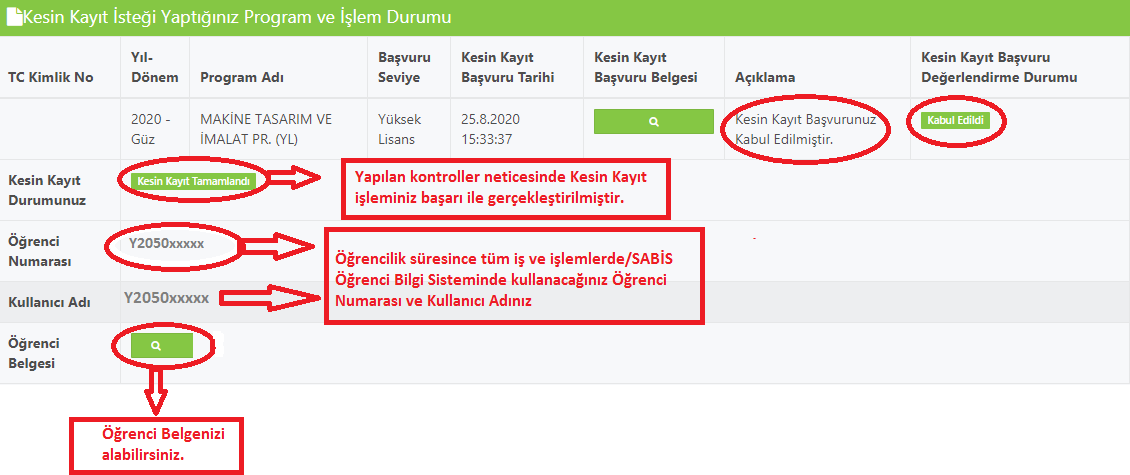 Kesin Kayıt İsteği Yaptığınız Program ve İşlem Durumu
TC Kimlik No
Yıl-
Dönem
Program Adı
Başvuru
Seviye
Kesin Kayıt
Başvuru Tarihi
Kesin Kayıt
Başvuru Belgesi
Açıklama
Kesin Kayıt Başvuru
Değerlendirme Durumu
2020 -
Güz
MAKİNE TASARIM VE
İMALAT PR. (YL)
Yüksek
Lisans
25.8.2020
15:33:37
Kesin Kayıt Başvurunuz
Kabul Edilmiştir.
Kabul Edildi
Kesin Kayıt
Durumunuz
Kesin Kayıt Tamamlandı
Yapılan kontroller neticesinde Kesin Kayıt
işleminiz başarı ile gerçekleştirilmiştir.
Öğrenci
Numarası
Y2050xxxxx
Öğrencilik süresince tüm iş ve işlemlerde/SABİS
Öğrenci Bilgi Sisteminde kullanacağınız Öğrenci
Numarası ve Kullanıcı Adınız
Kullanıcı Adı
Y2050xxxxx
Öğrenci
Belgesi
Öğrenci Belgenizi
alabilirsiniz.